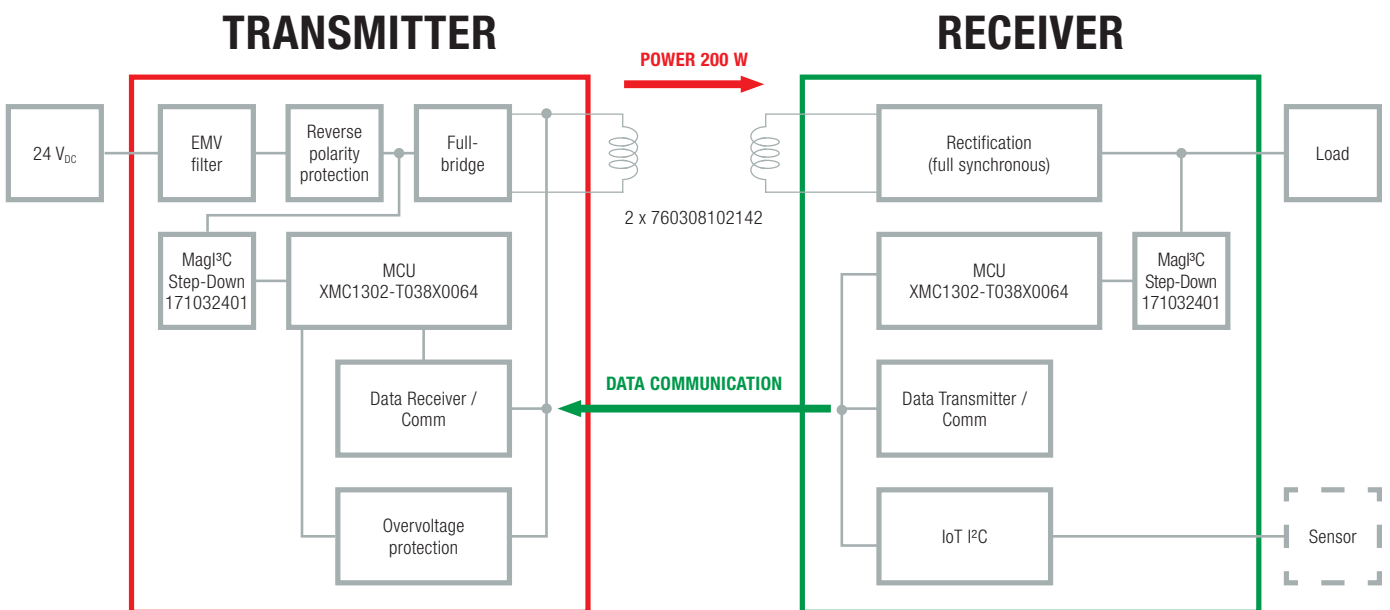 TRANSMITTER
RECEIVER
POWER 200 W
24 V_DC
EMV
filter
Reverse
polarity
protection
Full-
bridge
Rectification
(full synchronous)
Load
2 x 760308102142
MagI³C
Step-Down
171032401
MCU
XMC1302-T038X0064
MCU
XMC1302-T038X0064
MagI³C
Step-Down
171032401
DATA COMMUNICATION
Data Receiver /
Comm
Data Transmitter /
Comm
Overvoltage
protection
IoT I²C
Sensor